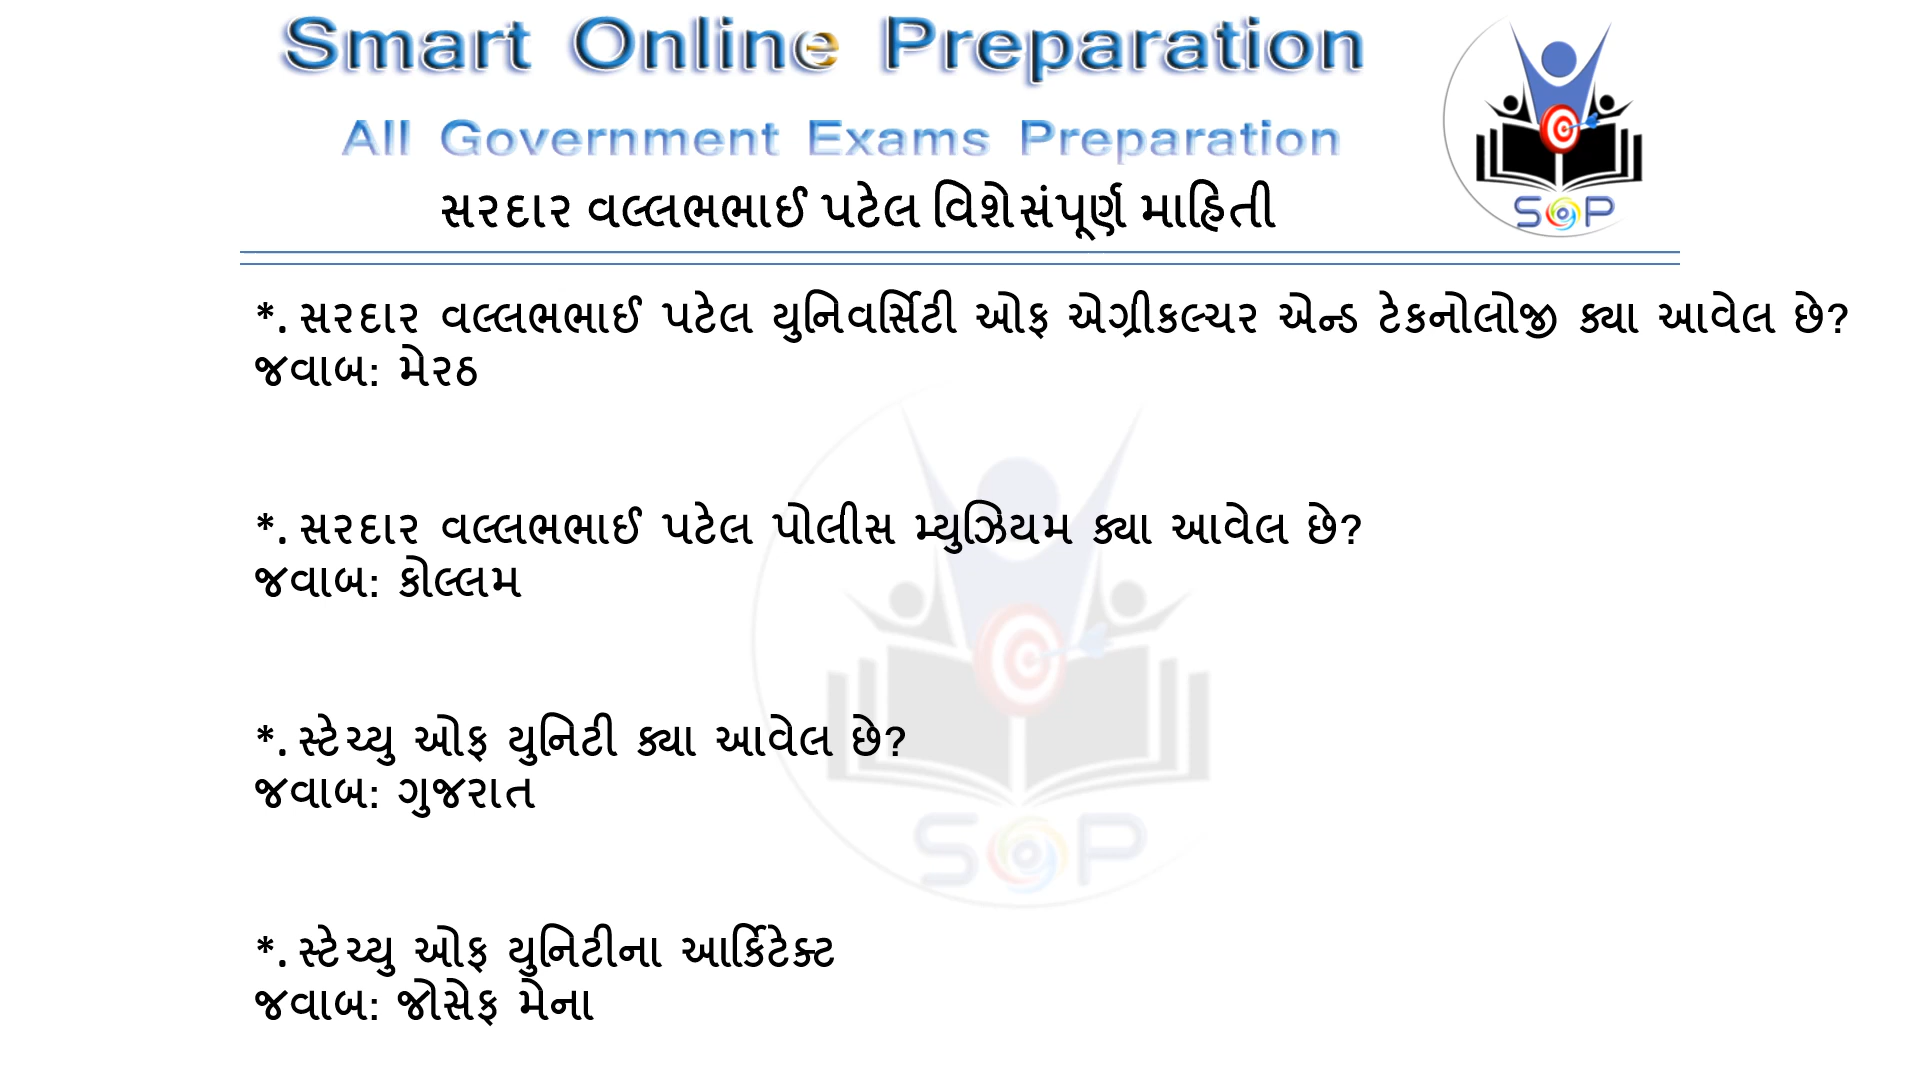 Smart Online Preparation
All Government Exams Preparation
સરદાર વલ્લભભાઈ પટેલ વિશે સંપૂર્ણ માહિતી
SOP
*. સરદાર વલ્લભભાઈ પટેલ યુનિવર્સિટી ઓફ એગ્રીકલ્ચર એન્ડ ટેકનોલોજી ક્યા આવેલ છે?
જવાબ: મેરઠ
*. સરદાર વલ્લભભાઈ પટેલ પોલીસ મ્યુઝિયમ ક્યા આવેલ છે?
જવાબ: કોલ્લમ
*. સ્ટેચ્યુ ઓફ યુનિટી ક્યા આવેલ છે?
જવાબ: ગુજરાત
SOP
*. સ્ટેચ્યુ ઓફ યુનિટીના આર્કિટેક્ટ
જવાબ: જોસેફ મેના